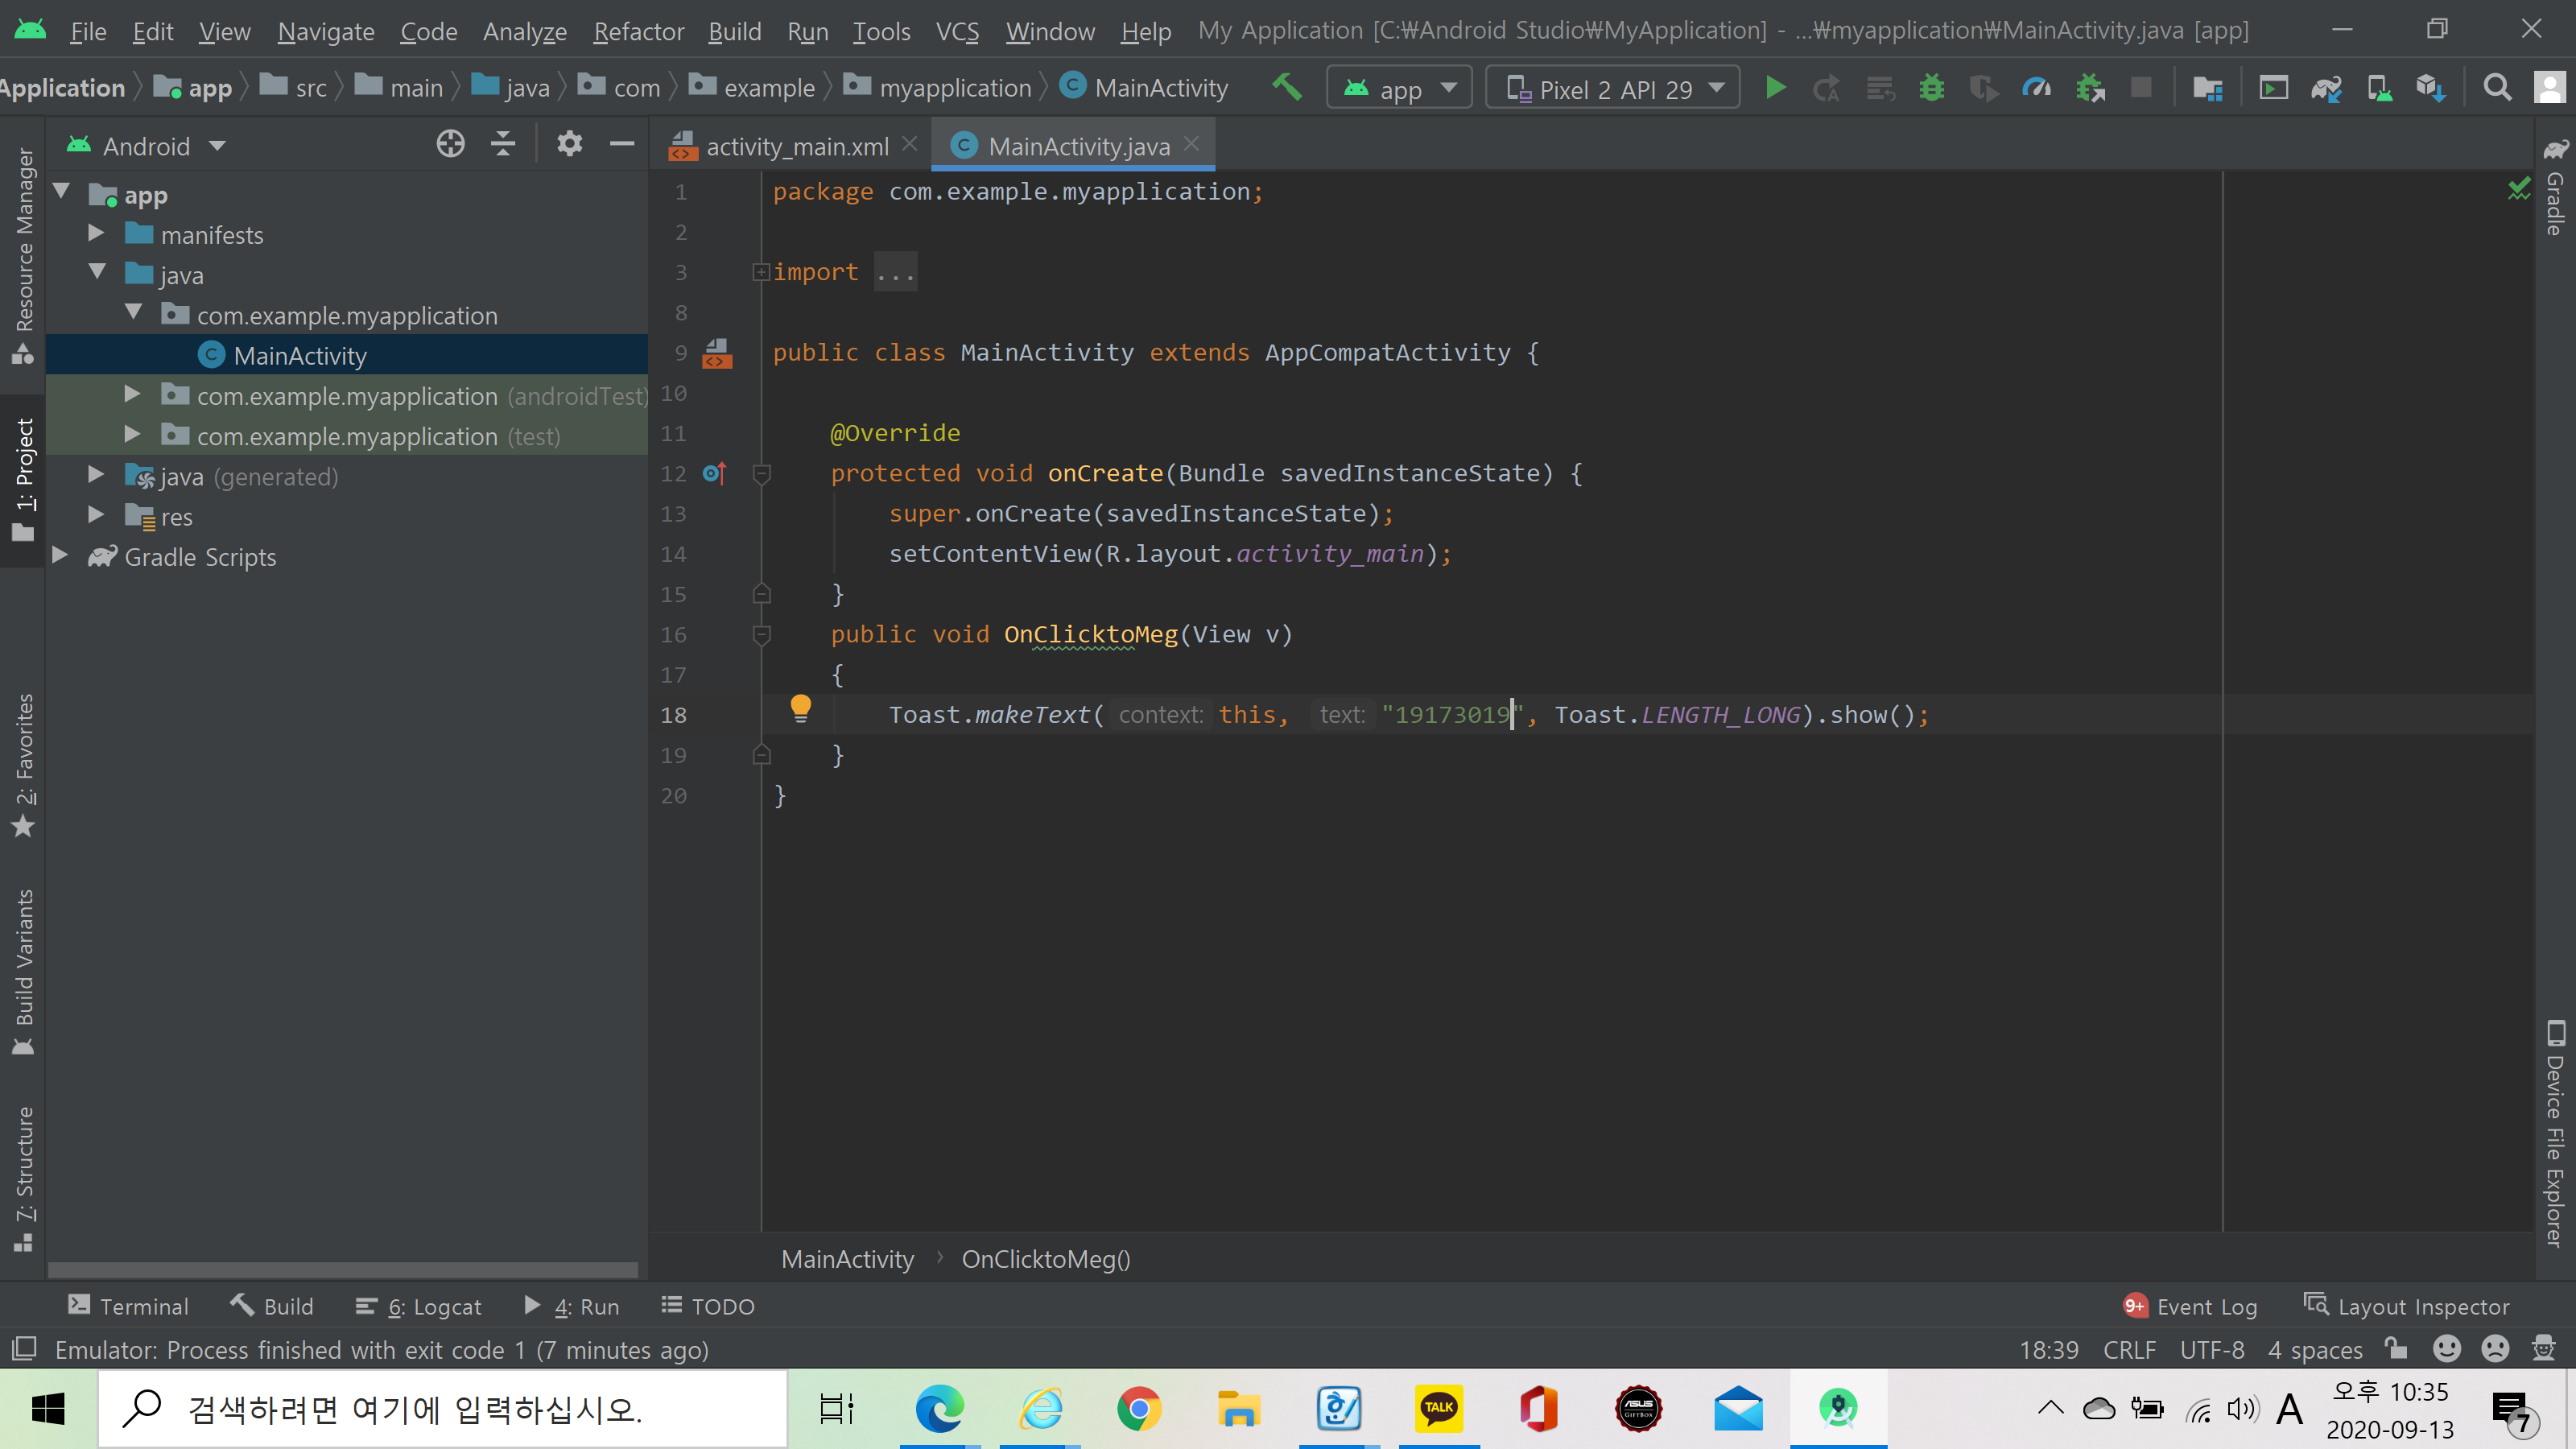 File Edit View Navigate Code Analyze Refactor Build Run Tools VCS Window Help My Application [C:₩Android Studio₩MyApplication] - ...₩myapplication₩MainActivity.java [app]
Application app src main java com example myapplication MainActivity app Pixel 2 API 29
Android
activity_main.xml MainActivity.java
app
manifests
java
com.example.myapplication
MainActivity
com.example.myapplication (androidTest)
com.example.myapplication (test)
java (generated)
res
Gradle Scripts
Resource Manager
1: Project
2: Favorites
Build Variants
7: Structure
1 package com.example.myapplication;
2
3 import ...
8
9 public class MainActivity extends AppCompatActivity {
10
11 @Override
12 protected void onCreate(Bundle savedInstanceState) {
13 super.onCreate(savedInstanceState);
14 setContentView(R.layout.activity_main);
15 }
16 public void OnClicktoMeg(View v)
17 {
18 Toast.makeText( context: this, text: "19173019", Toast.LENGTH_LONG).show();
19 }
20 }
Gradle
Device File Explorer
MainActivity OnClicktoMeg()
Terminal Build 6: Logcat 4: Run TODO 9+ Event Log Layout Inspector
Emulator: Process finished with exit code 1 (7 minutes ago) 18:39 CRLF UTF-8 4 spaces
검색하려면 여기에 입력하십시오.
TALK
ASUS
GIFTBOX
A
오후 10:35
2020-09-13
7